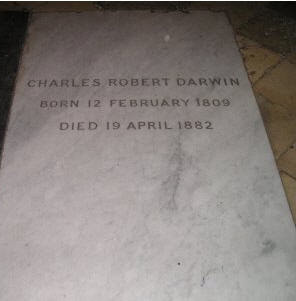 CHARLES ROBERT DARWIN
BORN 12 FEBRUARY 1809
DIED 19 APRIL 1882